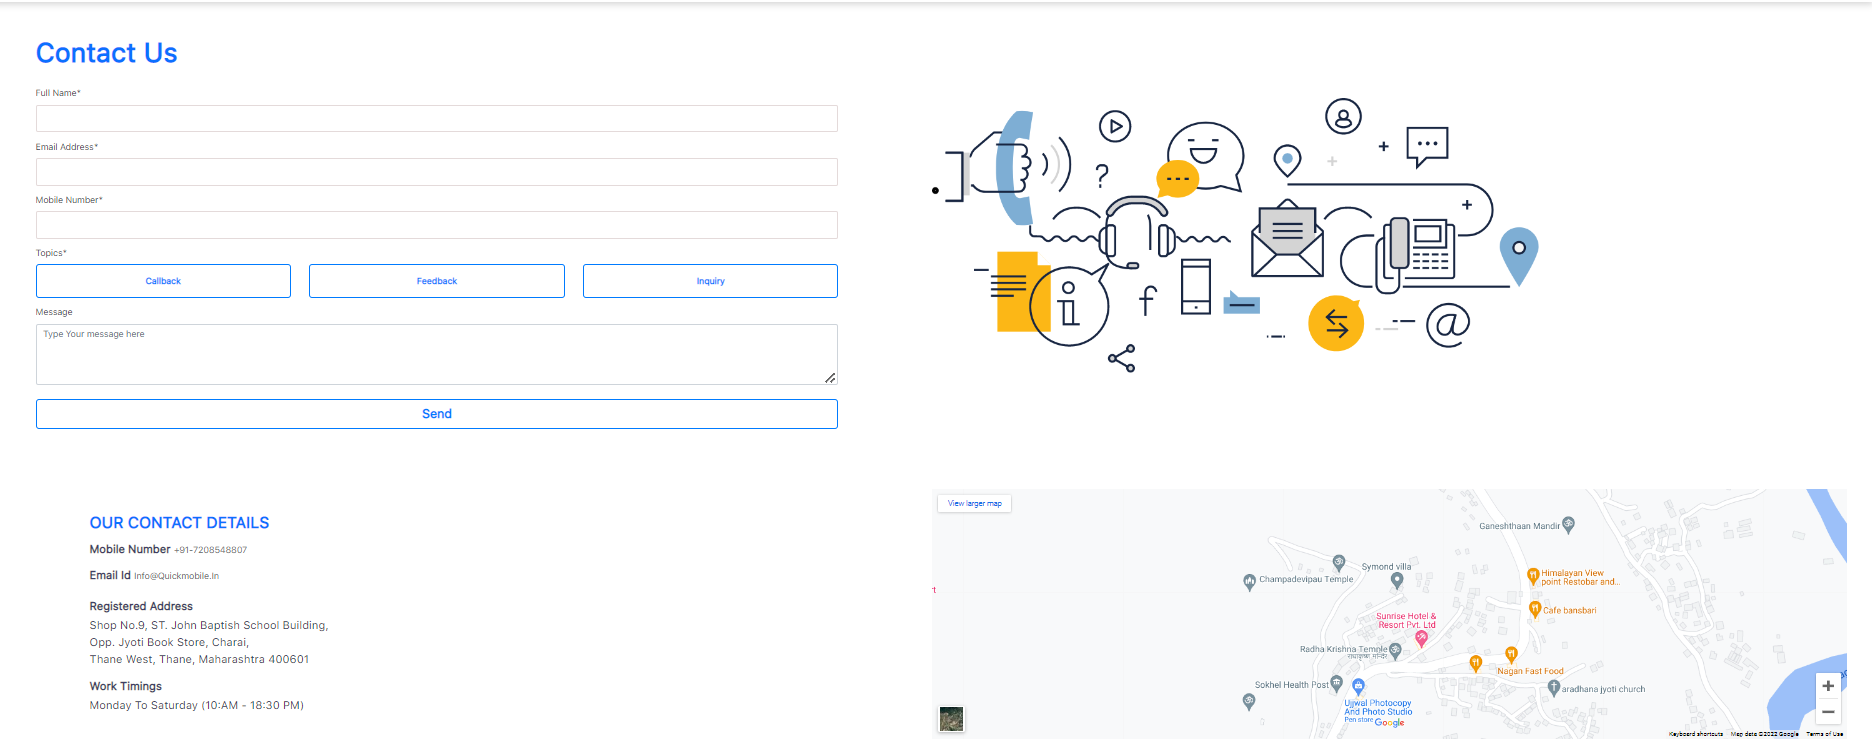 Contact Us
Full Name*
Email Address*
Mobile Number*
Topics*
Callback
Feedback
Inquiry
Message
Type Your message here
Send
OUR CONTACT DETAILS
Mobile Number +91-7208548807
Email Id Info@Quickmobile.In
Registered Address
Shop No.9, ST. John Baptish School Building,
Opp. Jyoti Book Store, Charai,
Thane West, Thane, Maharashtra 400601
Work Timings
Monday To Saturday (10:AM - 18:30 PM)
View larger map
Ganeshthaan Mandir
Symond villa
Champadevipau Temple
Himalayan View
point Restobar and...
Cafe bansbari
Sunrise Hotel &
Resort Pvt. Ltd
Radha Krishna Temple
राधाकृष्ण मन्दिर
Nagan Fast Food
Sokhel Health Post
aradhana jyoti church
Ujjwal Photocopy
And Photo Studio
Pen store
Google
Keyboard shortcuts
Map data ©2022 Google
Terms of Use